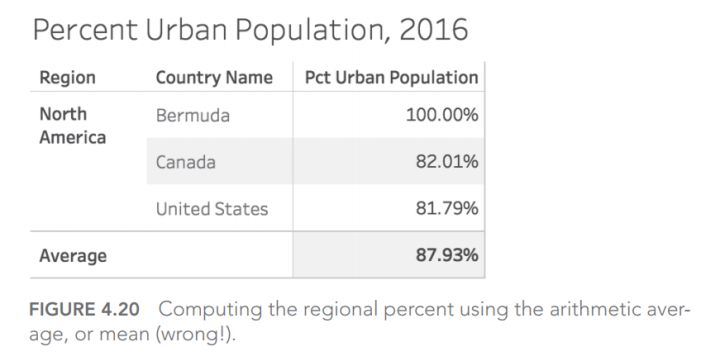 Percent Urban Population, 2016
Region Country Name Pct Urban Population
North America Bermuda 100.00%
Canada 82.01%
United States 81.79%
Average 87.93%
FIGURE 4.20 Computing the regional percent using the arithmetic aver-
age, or mean (wrong!).